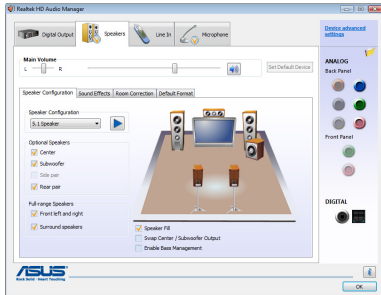 Realtek HD Audio Manager
Digital Output
Speakers
Line In
Microphone
Device advanced
settings
Main Volume
L
R
Set Default Device
Speaker Configuration
Sound Effects
Room Correction
Default Format
Speaker Configuration
5.1 Speaker
Optional Speakers
Center
Subwoofer
Side pair
Rear pair
Full-range Speakers
Front left and right
Surround speakers
Speaker Fill
Swap Center / Subwoofer Output
Enable Bass Management
ANALOG
Back Panel
Front Panel
DIGITAL
ASUS
Rock Solid · Heart Touching
OK